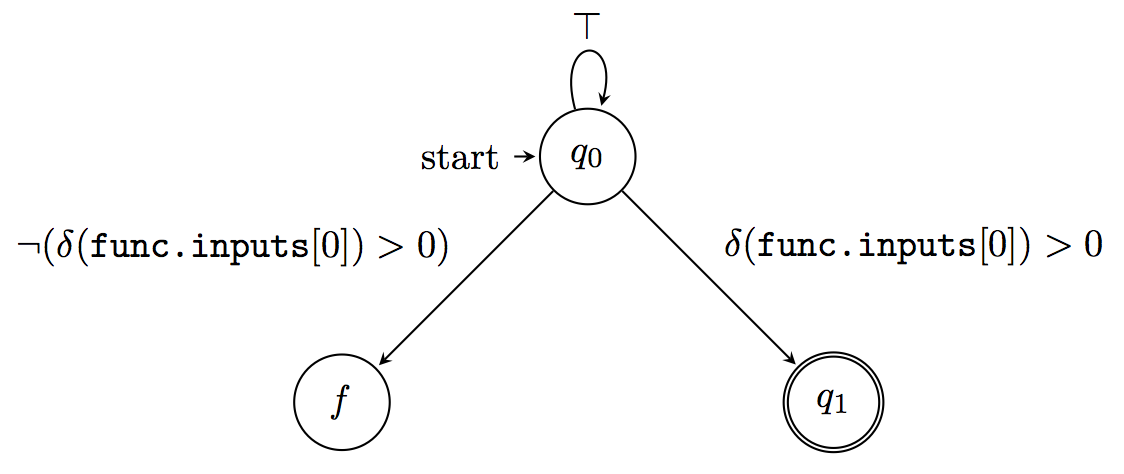 ⊤
start
q₀
¬(δ(func.inputs[0]) > 0)
δ(func.inputs[0]) > 0
f
q₁